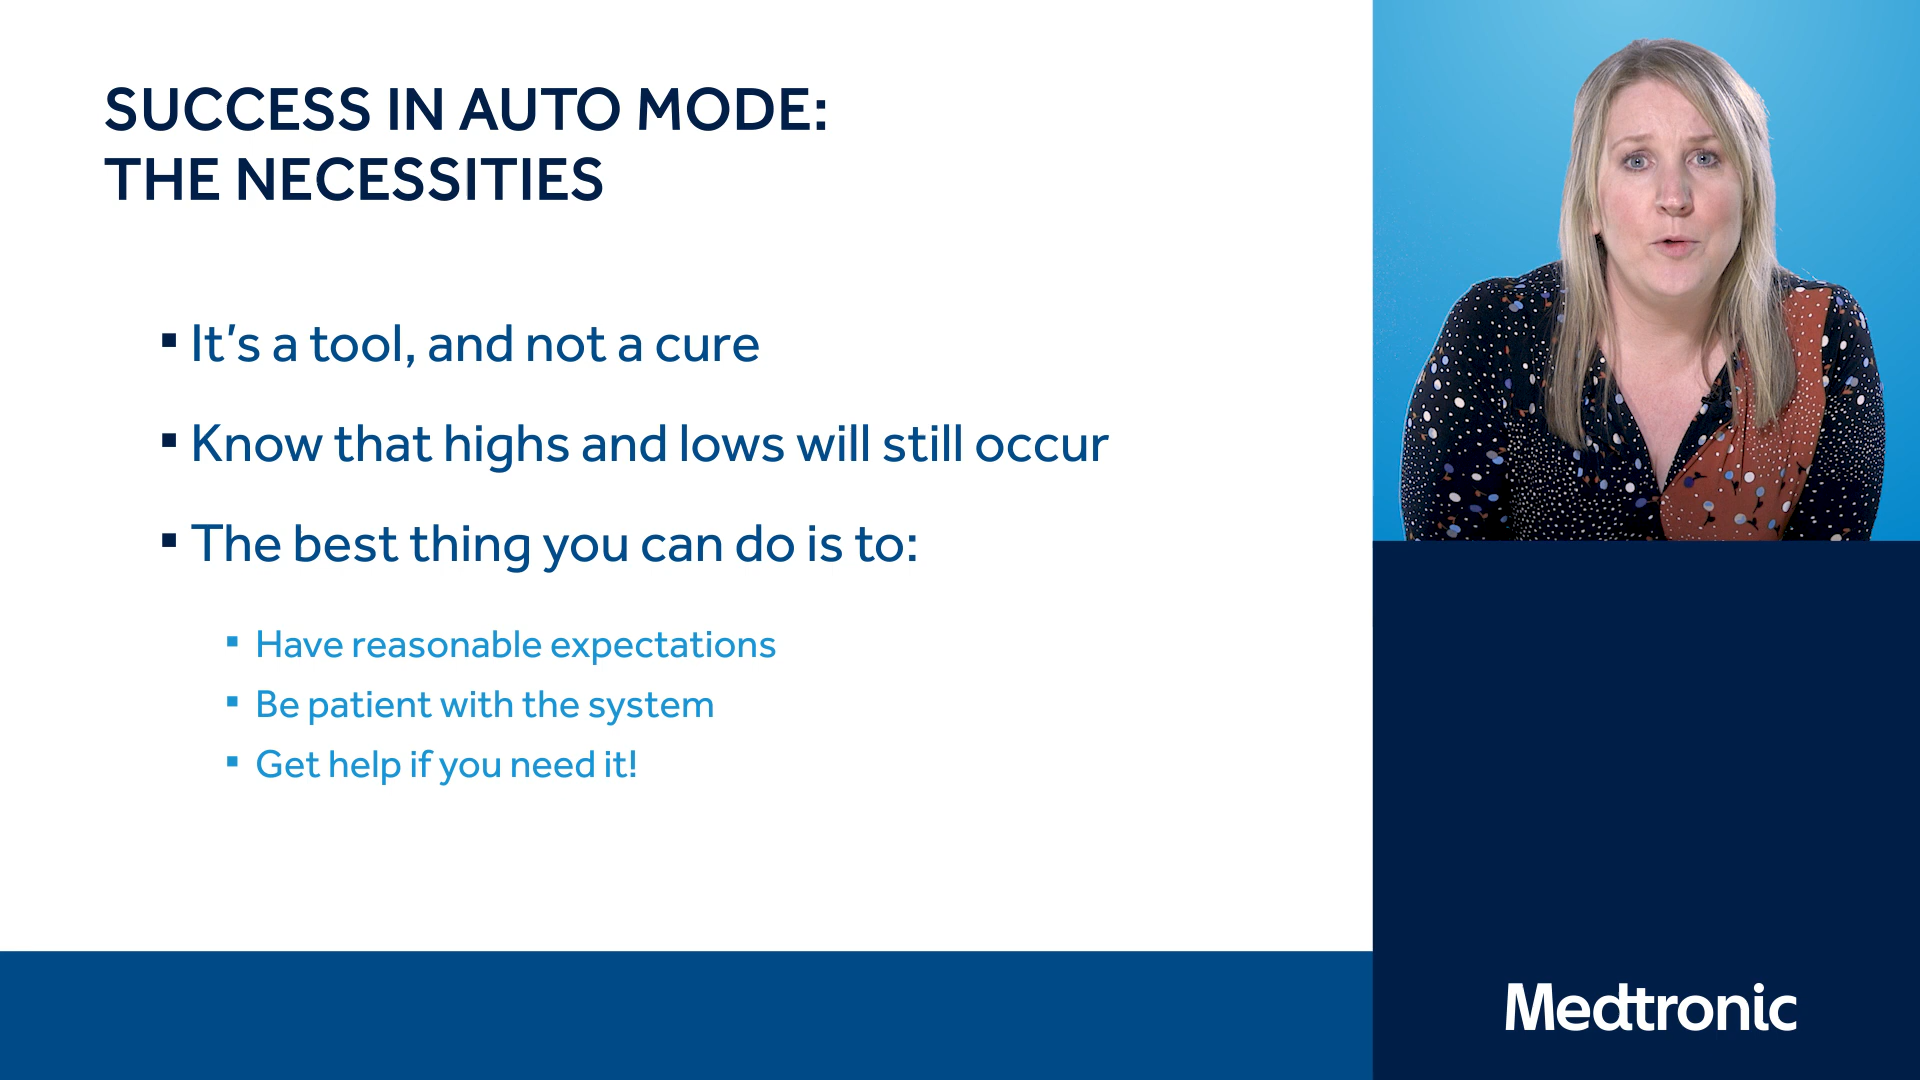 SUCCESS IN AUTO MODE:
THE NECESSITIES
▪ It’s a tool, and not a cure
▪ Know that highs and lows will still occur
▪ The best thing you can do is to:
▪ Have reasonable expectations
▪ Be patient with the system
▪ Get help if you need it!
Medtronic